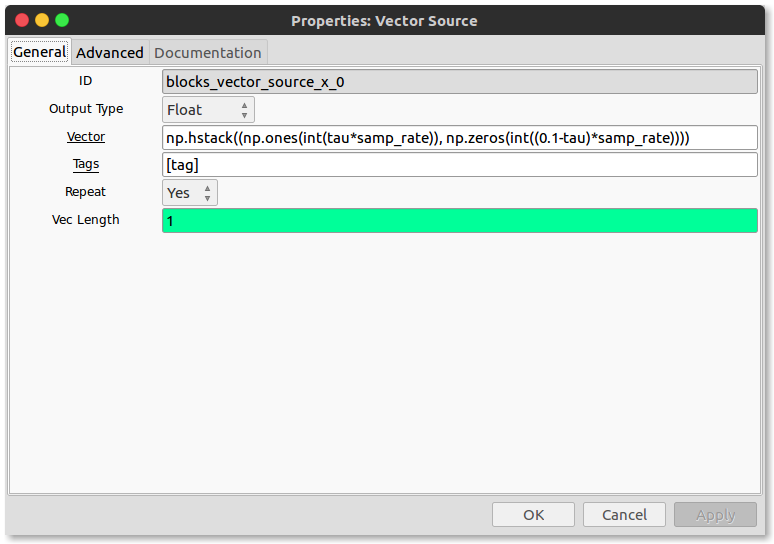 Properties: Vector Source
General Advanced Documentation
ID blocks_vector_source_x_0
Output Type Float
Vector np.hstack((np.ones(int(tau*samp_rate)), np.zeros(int((0.1-tau)*samp_rate))))
Tags [tag]
Repeat Yes
Vec Length 1
OK Cancel Apply